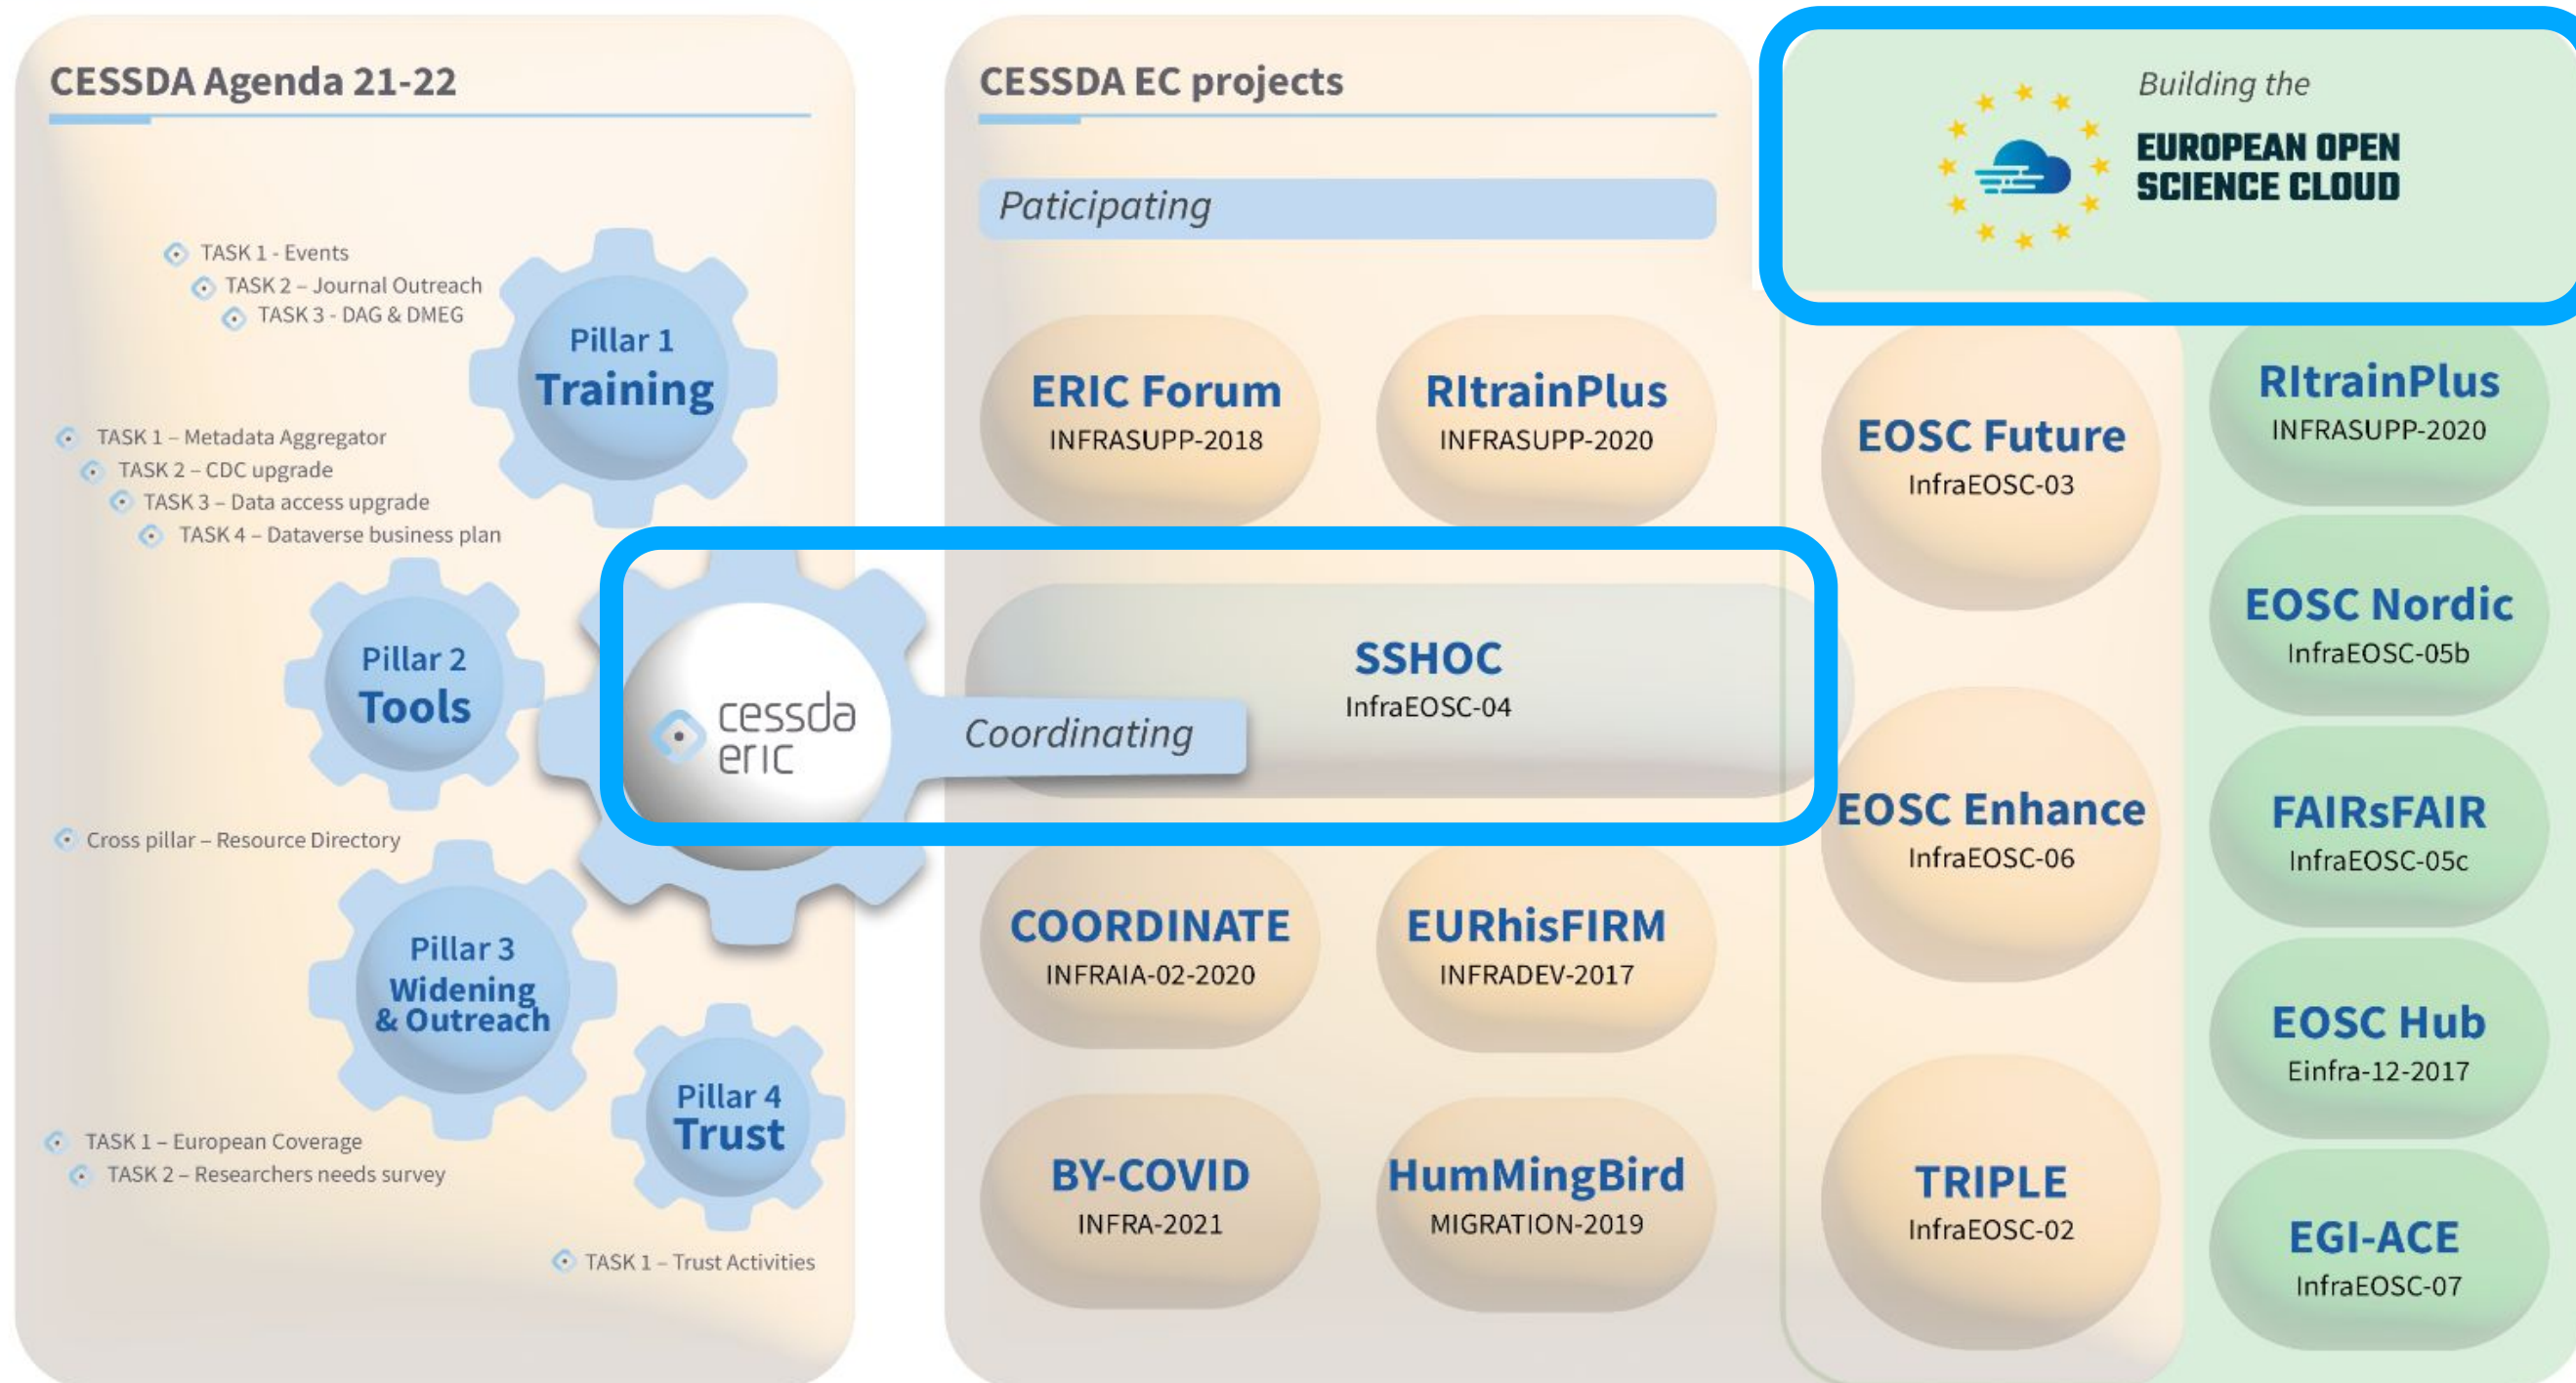 CESSDA Agenda 21-22
TASK 1 - Events
TASK 2 – Journal Outreach
TASK 3 - DAG & DMEG
Pillar 1
Training
TASK 1 – Metadata Aggregator
TASK 2 – CDC upgrade
TASK 3 – Data access upgrade
TASK 4 – Dataverse business plan
Pillar 2
Tools
Cross pillar – Resource Directory
Pillar 3
Widening
& Outreach
TASK 1 – European Coverage
TASK 2 – Researchers needs survey
Pillar 4
Trust
TASK 1 – Trust Activities
cessda
eric
Coordinating
CESSDA EC projects
Paticipating
ERIC Forum
INFRASUPP-2018
RItrainPlus
INFRASUPP-2020
SSHOC
InfraEOSC-04
COORDINATE
INFRAIA-02-2020
EURhisFIRM
INFRADEV-2017
BY-COVID
INFRA-2021
HumMingBird
MIGRATION-2019
EOSC Future
InfraEOSC-03
EOSC Enhance
InfraEOSC-06
TRIPLE
InfraEOSC-02
Building the
EUROPEAN OPEN
SCIENCE CLOUD
RItrainPlus
INFRASUPP-2020
EOSC Nordic
InfraEOSC-05b
FAIRsFAIR
InfraEOSC-05c
EOSC Hub
Einfra-12-2017
EGI-ACE
InfraEOSC-07